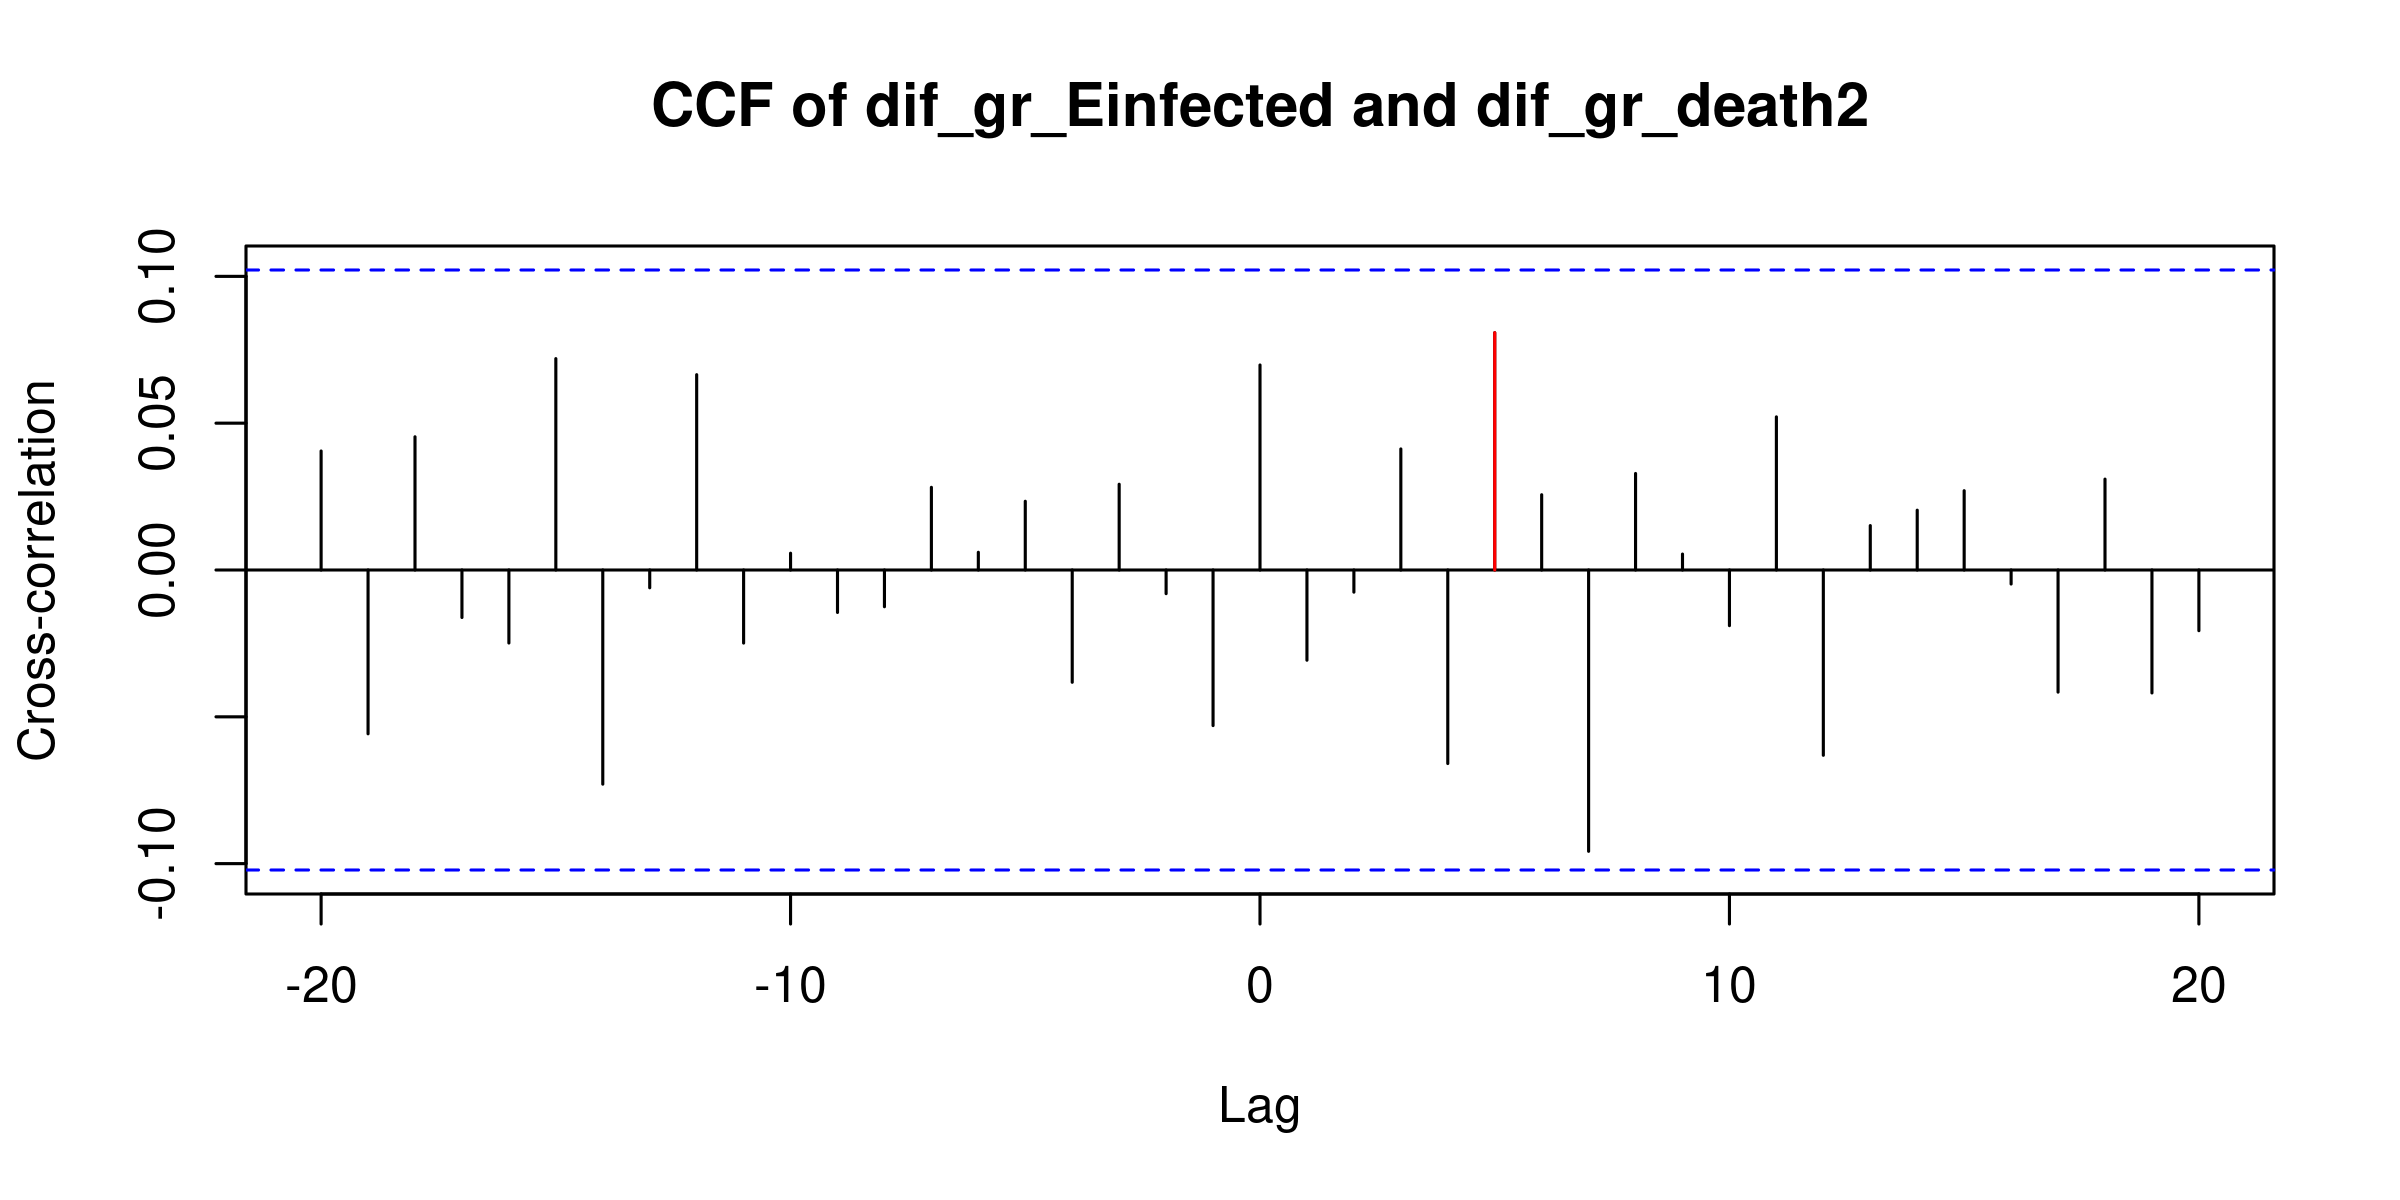 CCF of dif_gr_Einfected and dif_gr_death2
Cross-correlation
0.10
0.05
0.00
-0.10
-20 -10 0 10 20
Lag